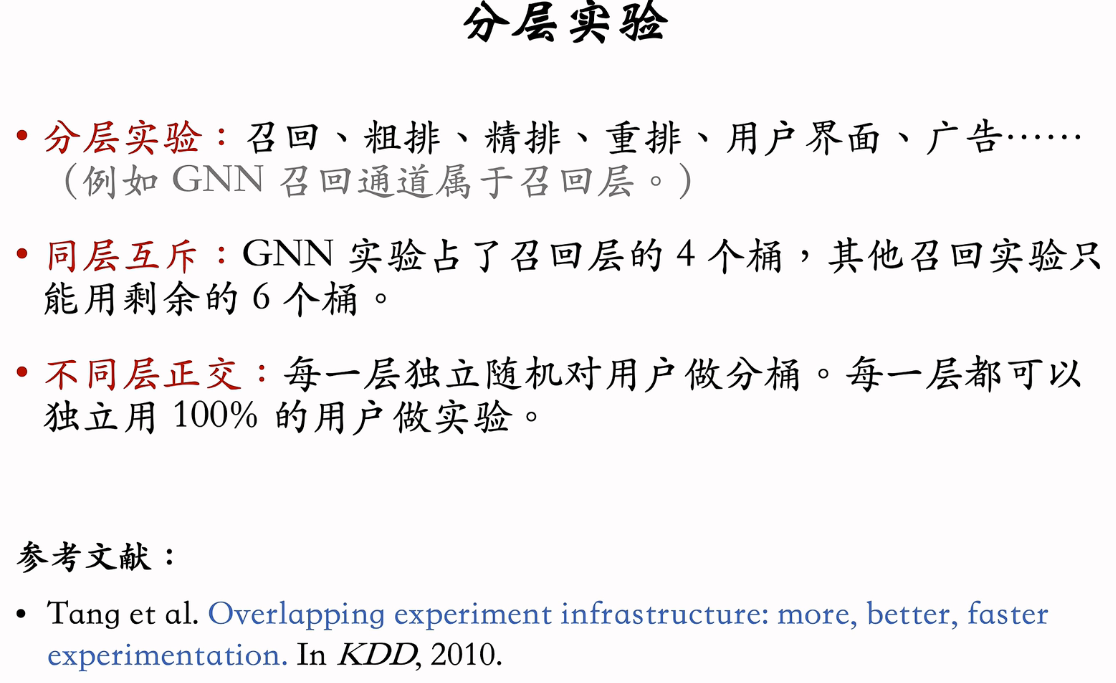 分层实验
• 分层实验：召回、粗排、精排、重排、用户界面、广告……
（例如 GNN 召回通道属于召回层。）
• 同层互斥：GNN 实验占了召回层的 4 个桶，其他召回实验只
能用剩余的 6 个桶。
• 不同层正交：每一层独立随机对用户做分桶。每一层都可以
独立用 100% 的用户做实验。
参考文献：
• Tang et al. Overlapping experiment infrastructure: more, better, faster
experimentation. In KDD, 2010.